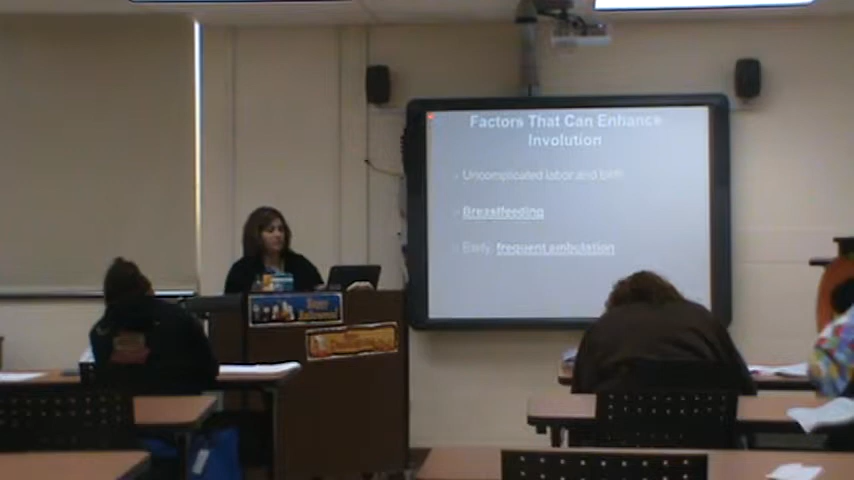 Factors That Can Enhance
Involution
Uncomplicated labor and birth
Breastfeeding
Early, frequent ambulation